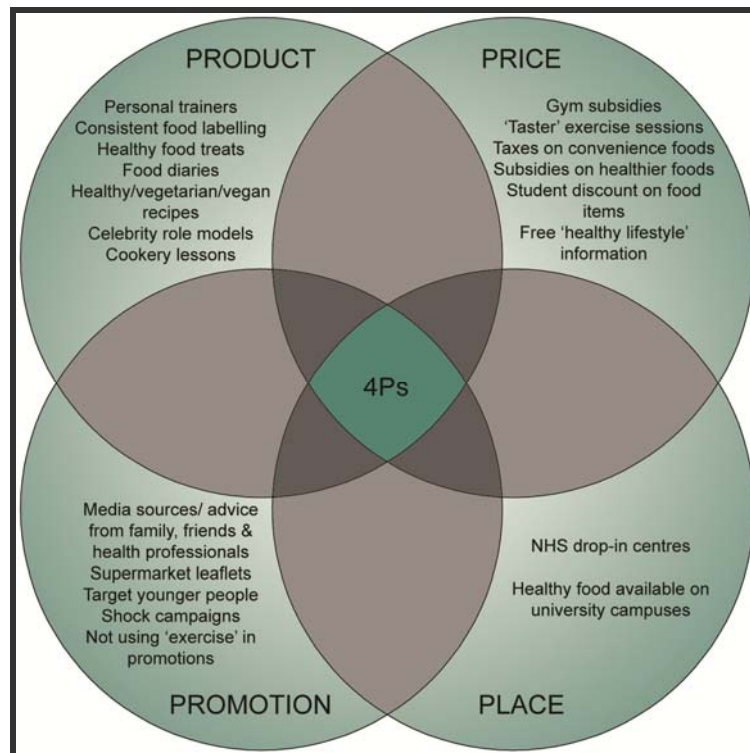 PRODUCT
Personal trainers
Consistent food labelling
Healthy food treats
Food diaries
Healthy/vegetarian/vegan
recipes
Celebrity role models
Cookery lessons
PRICE
Gym subsidies
‘Taster’ exercise sessions
Taxes on convenience foods
Subsidies on healthier foods
Student discount on food
items
Free ‘healthy lifestyle’
information
4Ps
Media sources/ advice
from family, friends &
health professionals
Supermarket leaflets
Target younger people
Shock campaigns
Not using ‘exercise’ in
promotions
PROMOTION
NHS drop-in centres
Healthy food available on
university campuses
PLACE